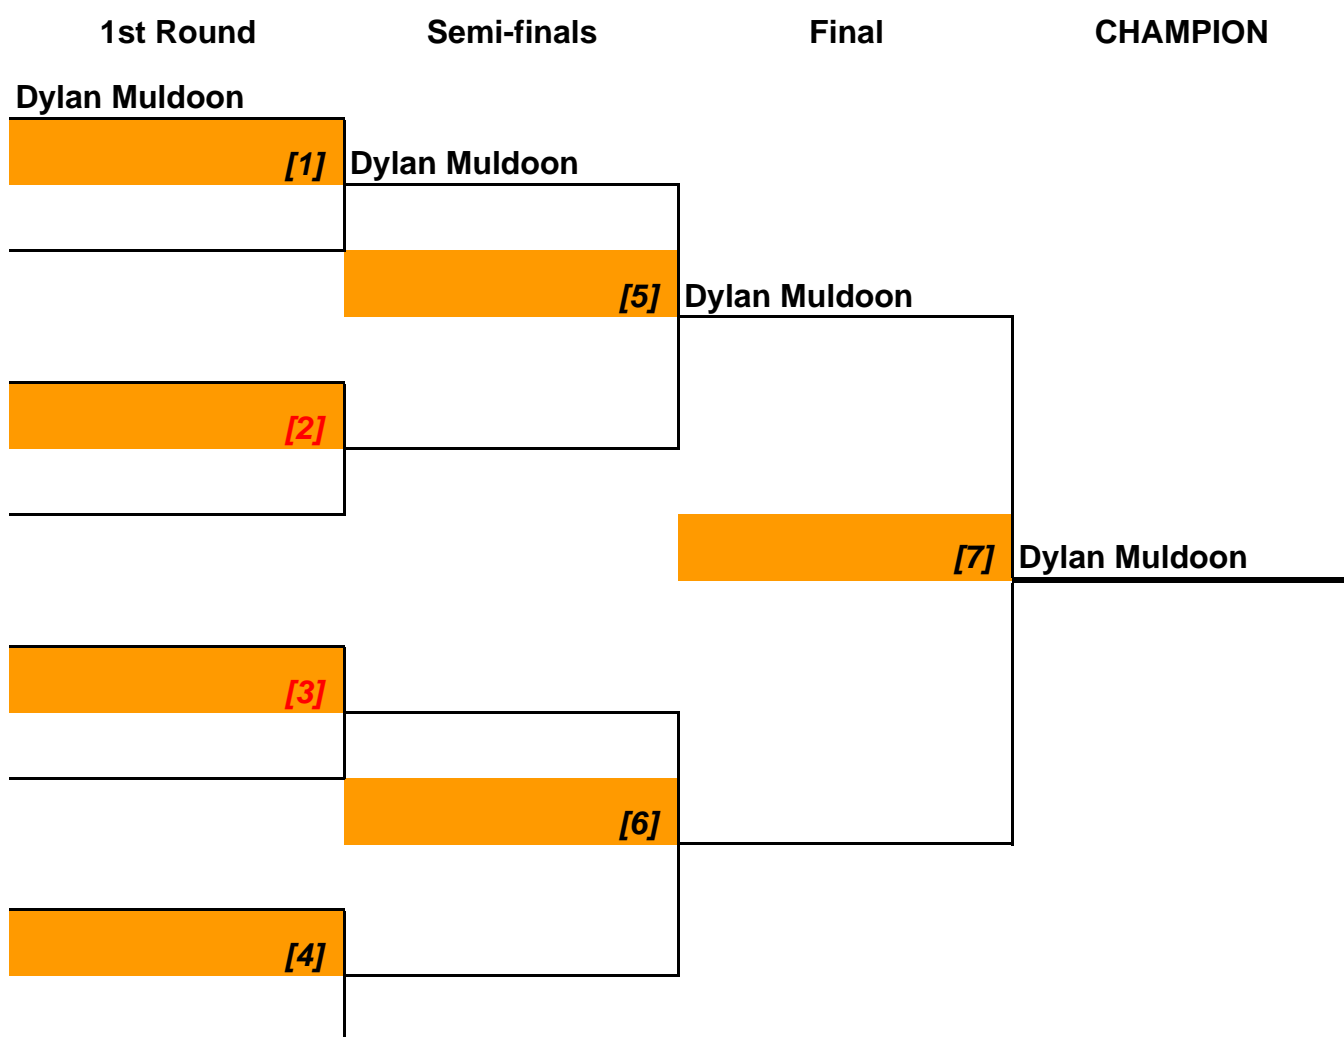 1st Round Semi-finals Final CHAMPION
Dylan Muldoon
[1] Dylan Muldoon
[5] Dylan Muldoon
[2]
[7] Dylan Muldoon
[3]
[6]
[4]